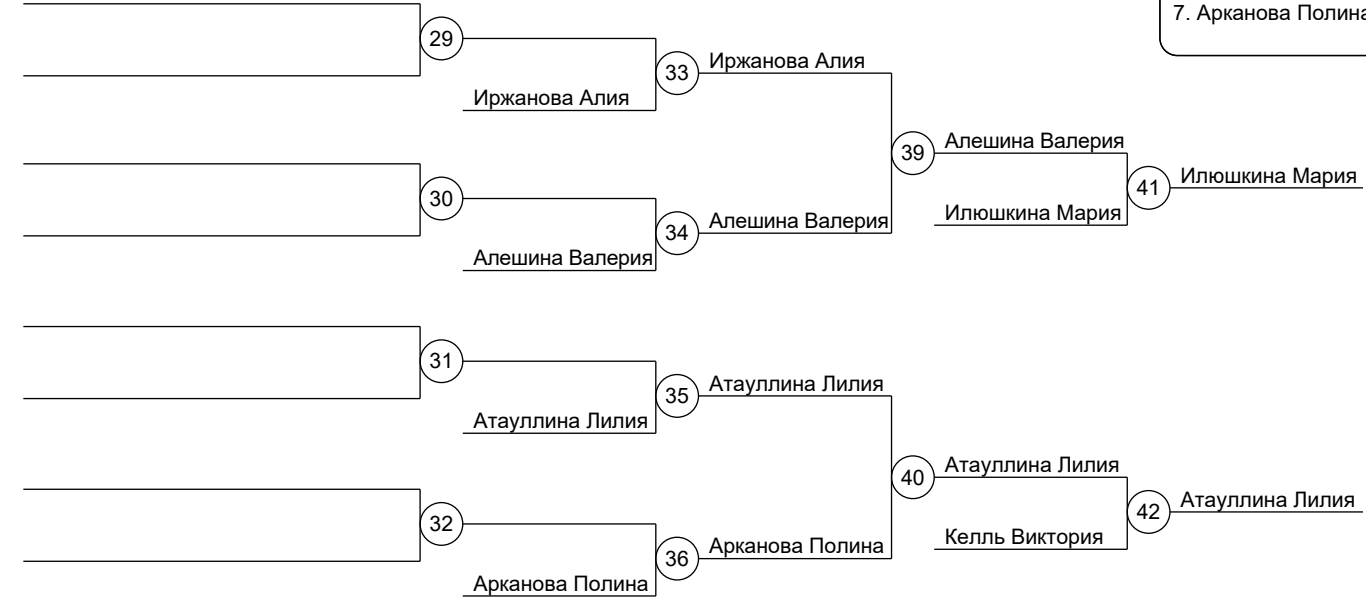 7. Арканова Полина
29
Иржанова Алия
33
Иржанова Алия
30
Алешина Валерия
34
Алешина Валерия
39
Алешина Валерия
Илюшкина Мария
41
Илюшкина Мария
31
Атауллина Лилия
35
Атауллина Лилия
32
Арканова Полина
36
Арканова Полина
40
Атауллина Лилия
Келль Виктория
42
Атауллина Лилия